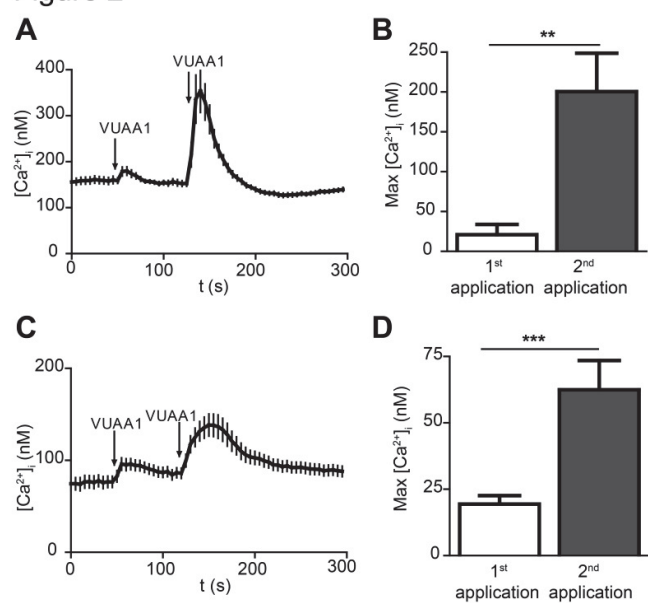 A
VUAA1
VUAA1
400
300
200
100
0
[Ca²⁺]ᵢ (nM)
0 100 200 300
t (s)
B
**
250
200
150
100
50
0
Max [Ca²⁺]ᵢ (nM)
1ˢᵗ application
2ⁿᵈ application
C
VUAA1
VUAA1
200
100
0
[Ca²⁺]ᵢ (nM)
0 100 200 300
t (s)
D
***
75
50
25
0
Max [Ca²⁺]ᵢ (nM)
1ˢᵗ application
2ⁿᵈ application